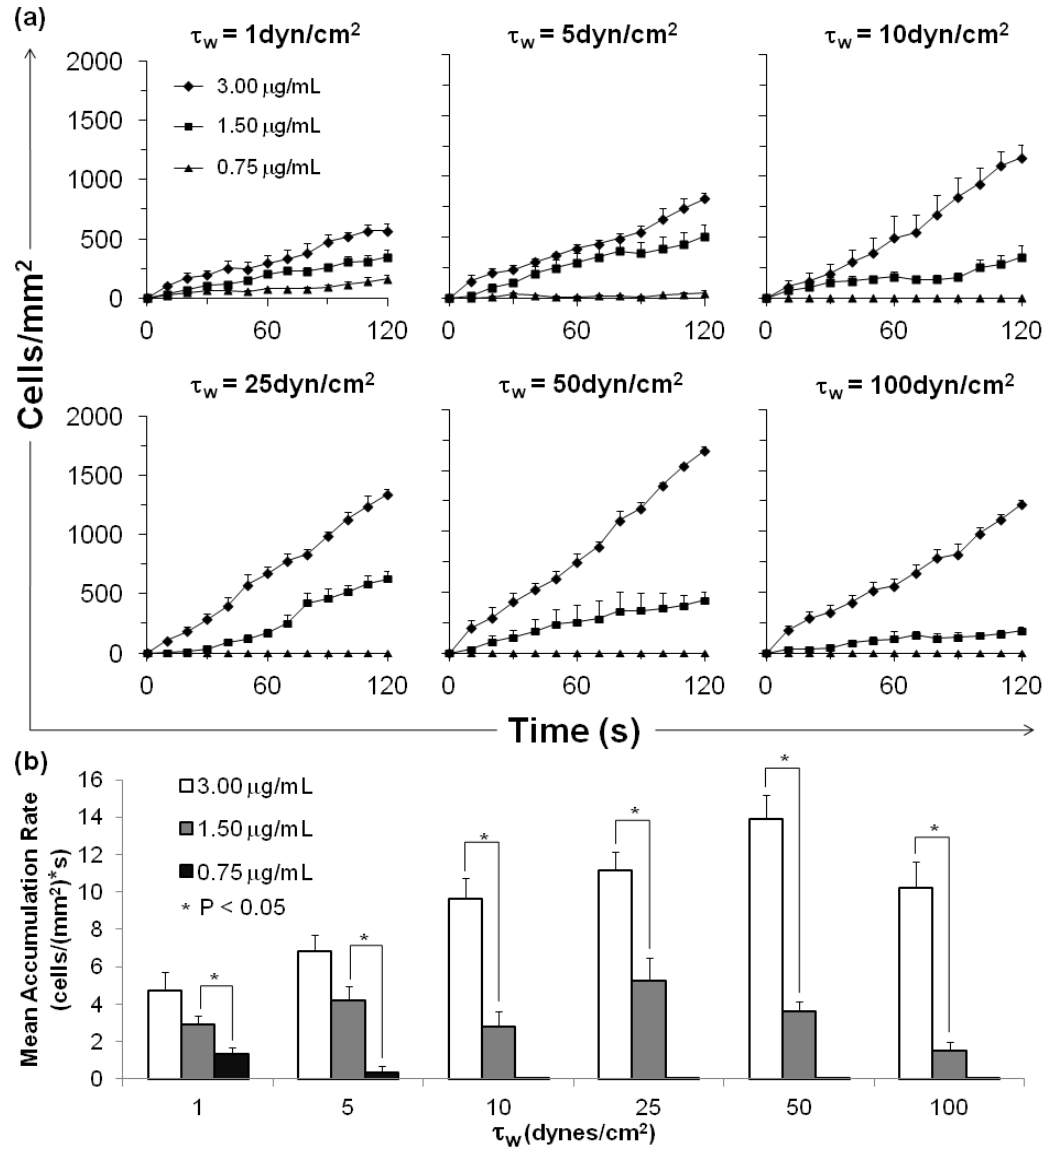 (a)
τw = 1dyn/cm2 τw = 5dyn/cm2 τw = 10dyn/cm2
2000
1500
1000
500
0
3.00 μg/mL
1.50 μg/mL
0.75 μg/mL
0 60 120 0 60 120 0 60 120
Cells/mm2
τw = 25dyn/cm2 τw = 50dyn/cm2 τw = 100dyn/cm2
2000
1500
1000
500
0
0 60 120 0 60 120 0 60 120
Time (s)
(b)
Mean Accumulation Rate
(cells/(mm2)*s)
16
14
12
10
8
6
4
2
0
3.00 μg/mL
1.50 μg/mL
0.75 μg/mL
* P < 0.05
* * * * * *
1 5 10 25 50 100
τw (dynes/cm2)